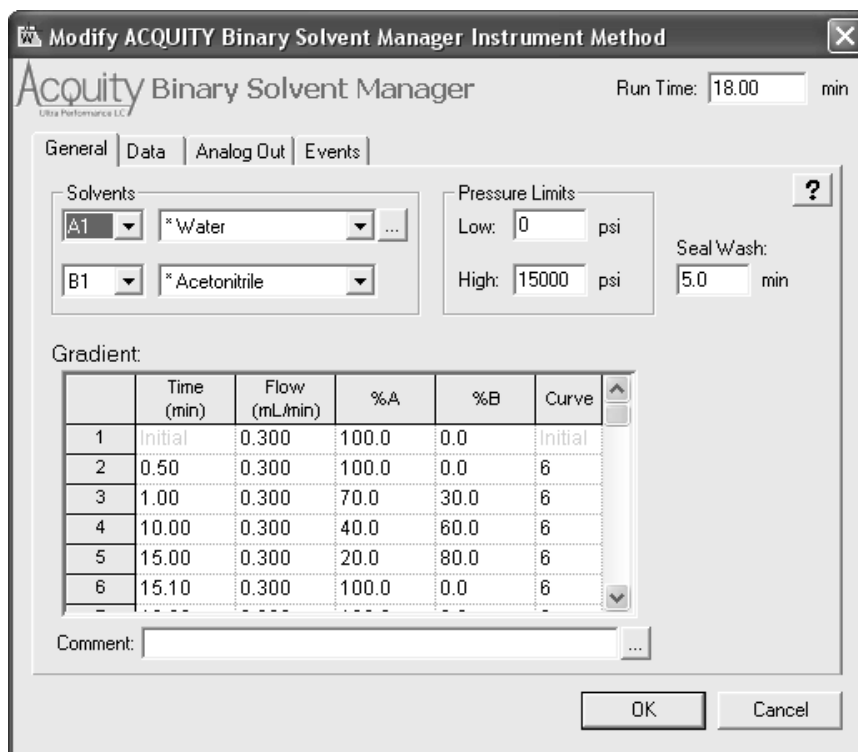 Modify ACQUITY Binary Solvent Manager Instrument Method
Acquity Binary Solvent Manager Run Time: 18.00 min
Ultra Performance LC
General Data Analog Out Events
Solvents Pressure Limits ?
A1 * Water ... Low: 0 psi
Seal Wash:
B1 * Acetonitrile High: 15000 psi 5.0 min
Gradient:
Time (min) Flow (mL/min) %A %B Curve
1 Initial 0.300 100.0 0.0 Initial
2 0.50 0.300 100.0 0.0 6
3 1.00 0.300 70.0 30.0 6
4 10.00 0.300 40.0 60.0 6
5 15.00 0.300 20.0 80.0 6
6 15.10 0.300 100.0 0.0 6
Comment: ...
OK Cancel